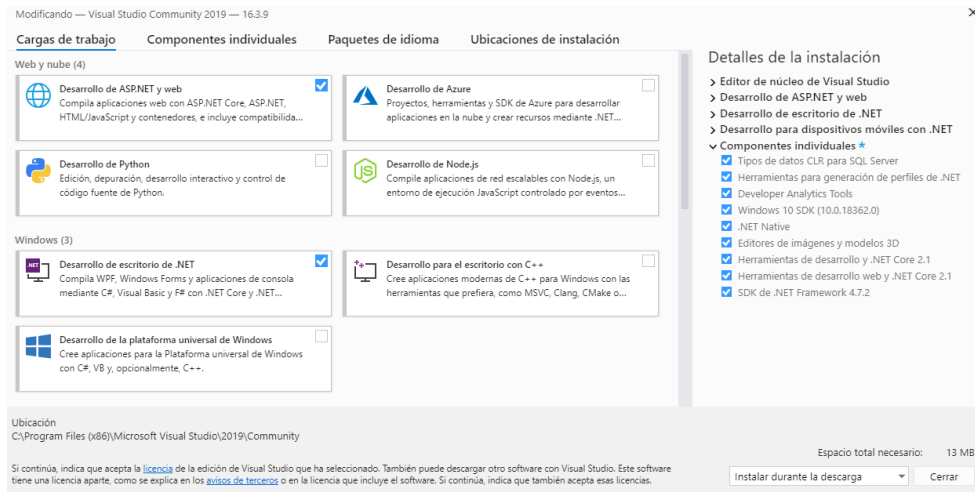 Modificando — Visual Studio Community 2019 — 16.3.9
Cargas de trabajo
Componentes individuales
Paquetes de idioma
Ubicaciones de instalación
Web y nube (4)
Desarrollo de ASP.NET y web
Compila aplicaciones web con ASP.NET Core, ASP.NET,
HTML/JavaScript y contenedores, e incluye compatibilida...
Desarrollo de Azure
Proyectos, herramientas y SDK de Azure para desarrollar
aplicaciones en la nube y crear recursos mediante .NET...
Desarrollo de Python
Edición, depuración, desarrollo interactivo y control de
código fuente de Python.
JS
Desarrollo de Node.js
Compile aplicaciones de red escalables con Node.js, un
entorno de ejecución JavaScript controlado por eventos...
Windows (3)
.NET
Desarrollo de escritorio de .NET
Compila WPF, Windows Forms y aplicaciones de consola
mediante C#, Visual Basic y F# con .NET Core y .NET...
Desarrollo para el escritorio con C++
Cree aplicaciones modernas de C++ para Windows con las
herramientas que prefiera, como MSVC, Clang, CMake o...
Desarrollo de la plataforma universal de Windows
Cree aplicaciones para la Plataforma universal de Windows
con C#, VB y, opcionalmente, C++.
Detalles de la instalación
Editor de núcleo de Visual Studio
Desarrollo de ASP.NET y web
Desarrollo de escritorio de .NET
Desarrollo para dispositivos móviles con .NET
Componentes individuales *
Tipos de datos CLR para SQL Server
Herramientas para generación de perfiles de .NET
Developer Analytics Tools
Windows 10 SDK (10.0.18362.0)
.NET Native
Editores de imágenes y modelos 3D
Herramientas de desarrollo y .NET Core 2.1
Herramientas de desarrollo web y .NET Core 2.1
SDK de .NET Framework 4.7.2
Ubicación
C:\Program Files (x86)\Microsoft Visual Studio\2019\Community
Si continúa, indica que acepta la licencia de la edición de Visual Studio que ha seleccionado. También puede descargar otro software con Visual Studio. Este software
tiene una licencia aparte, como se explica en los avisos de terceros o en la licencia que incluye el software. Si continúa, indica que también acepta esas licencias.
Espacio total necesario: 13 MB
Instalar durante la descarga
Cerrar